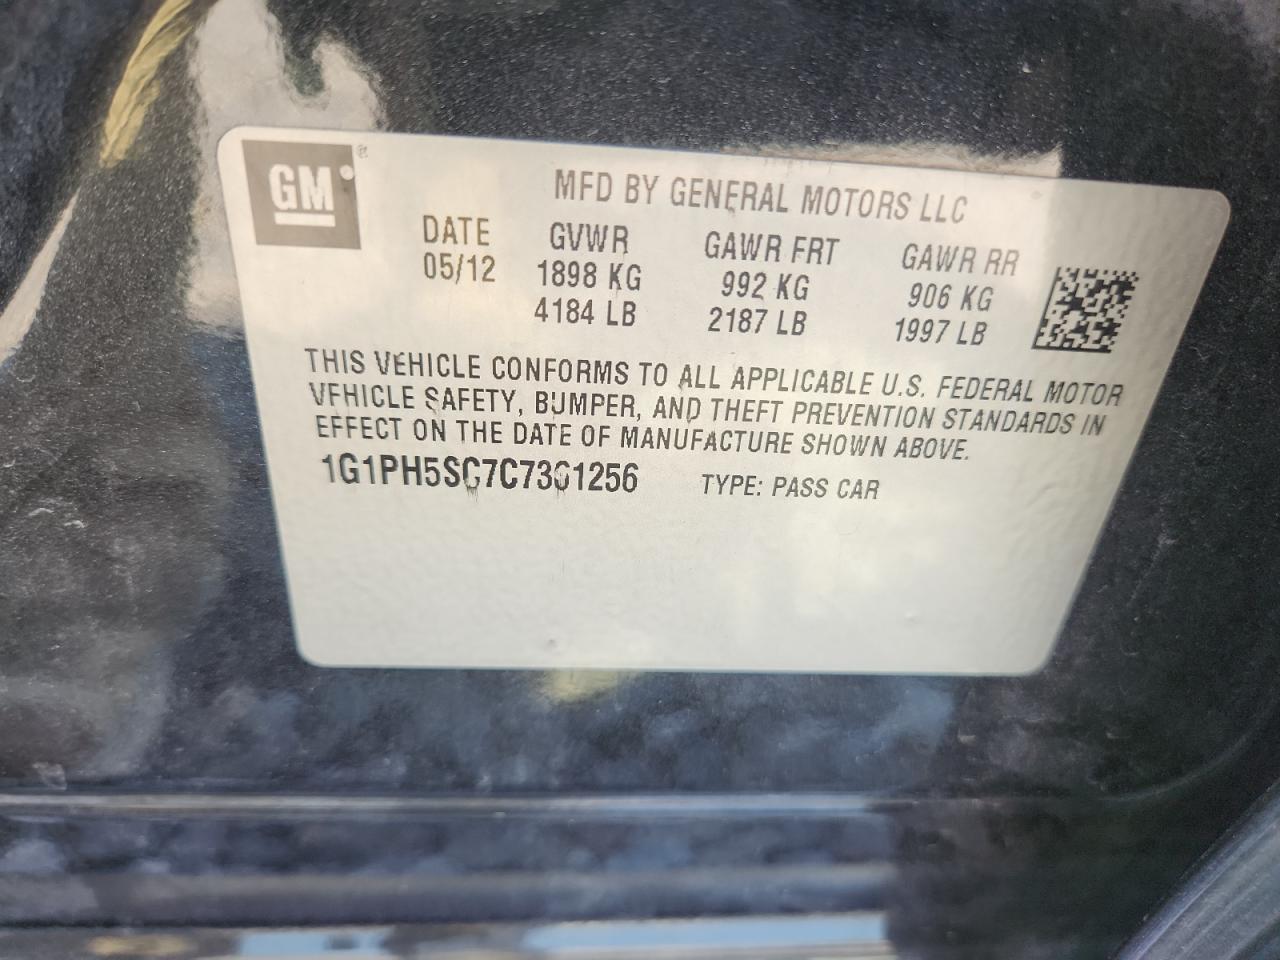 GM
®
MFD BY GENERAL MOTORS LLC
DATE GVWR GAWR FRT GAWR RR
05/12 1898 KG 992 KG 906 KG
4184 LB 2187 LB 1997 LB
THIS VEHICLE CONFORMS TO ALL APPLICABLE U.S. FEDERAL MOTOR
VEHICLE SAFETY, BUMPER, AND THEFT PREVENTION STANDARDS IN
EFFECT ON THE DATE OF MANUFACTURE SHOWN ABOVE.
1G1PH5SC7C7361256 TYPE: PASS CAR